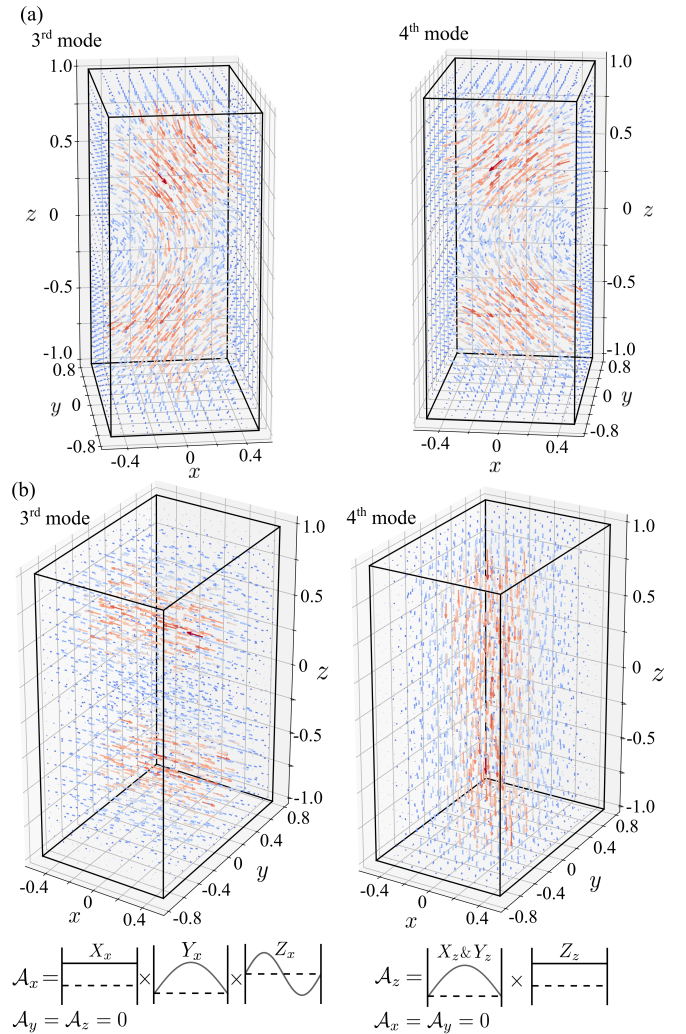 (a)
3rd mode
4th mode
1.0
0.5
z
0
-0.5
-1.0
0.8
y
0
-0.8
-0.4
0
0.4
x
1.0
0.5
0
z
-0.5
-1.0
0.8
0
y
-0.8
-0.4
0
0.4
x
(b)
3rd mode
4th mode
1.0
0.5
0
z
-0.5
-1.0
0.8
0.4
0
y
-0.4
-0.8
-0.4
0
0.4
x
1.0
0.5
0
z
-0.5
-1.0
0.8
0.4
0
y
-0.4
-0.8
-0.4
0
0.4
x
𝒜x = Xx × Yx × Zx
𝒜y = 𝒜z = 0
𝒜z = Xz&Yz × Zz
𝒜x = 𝒜y = 0